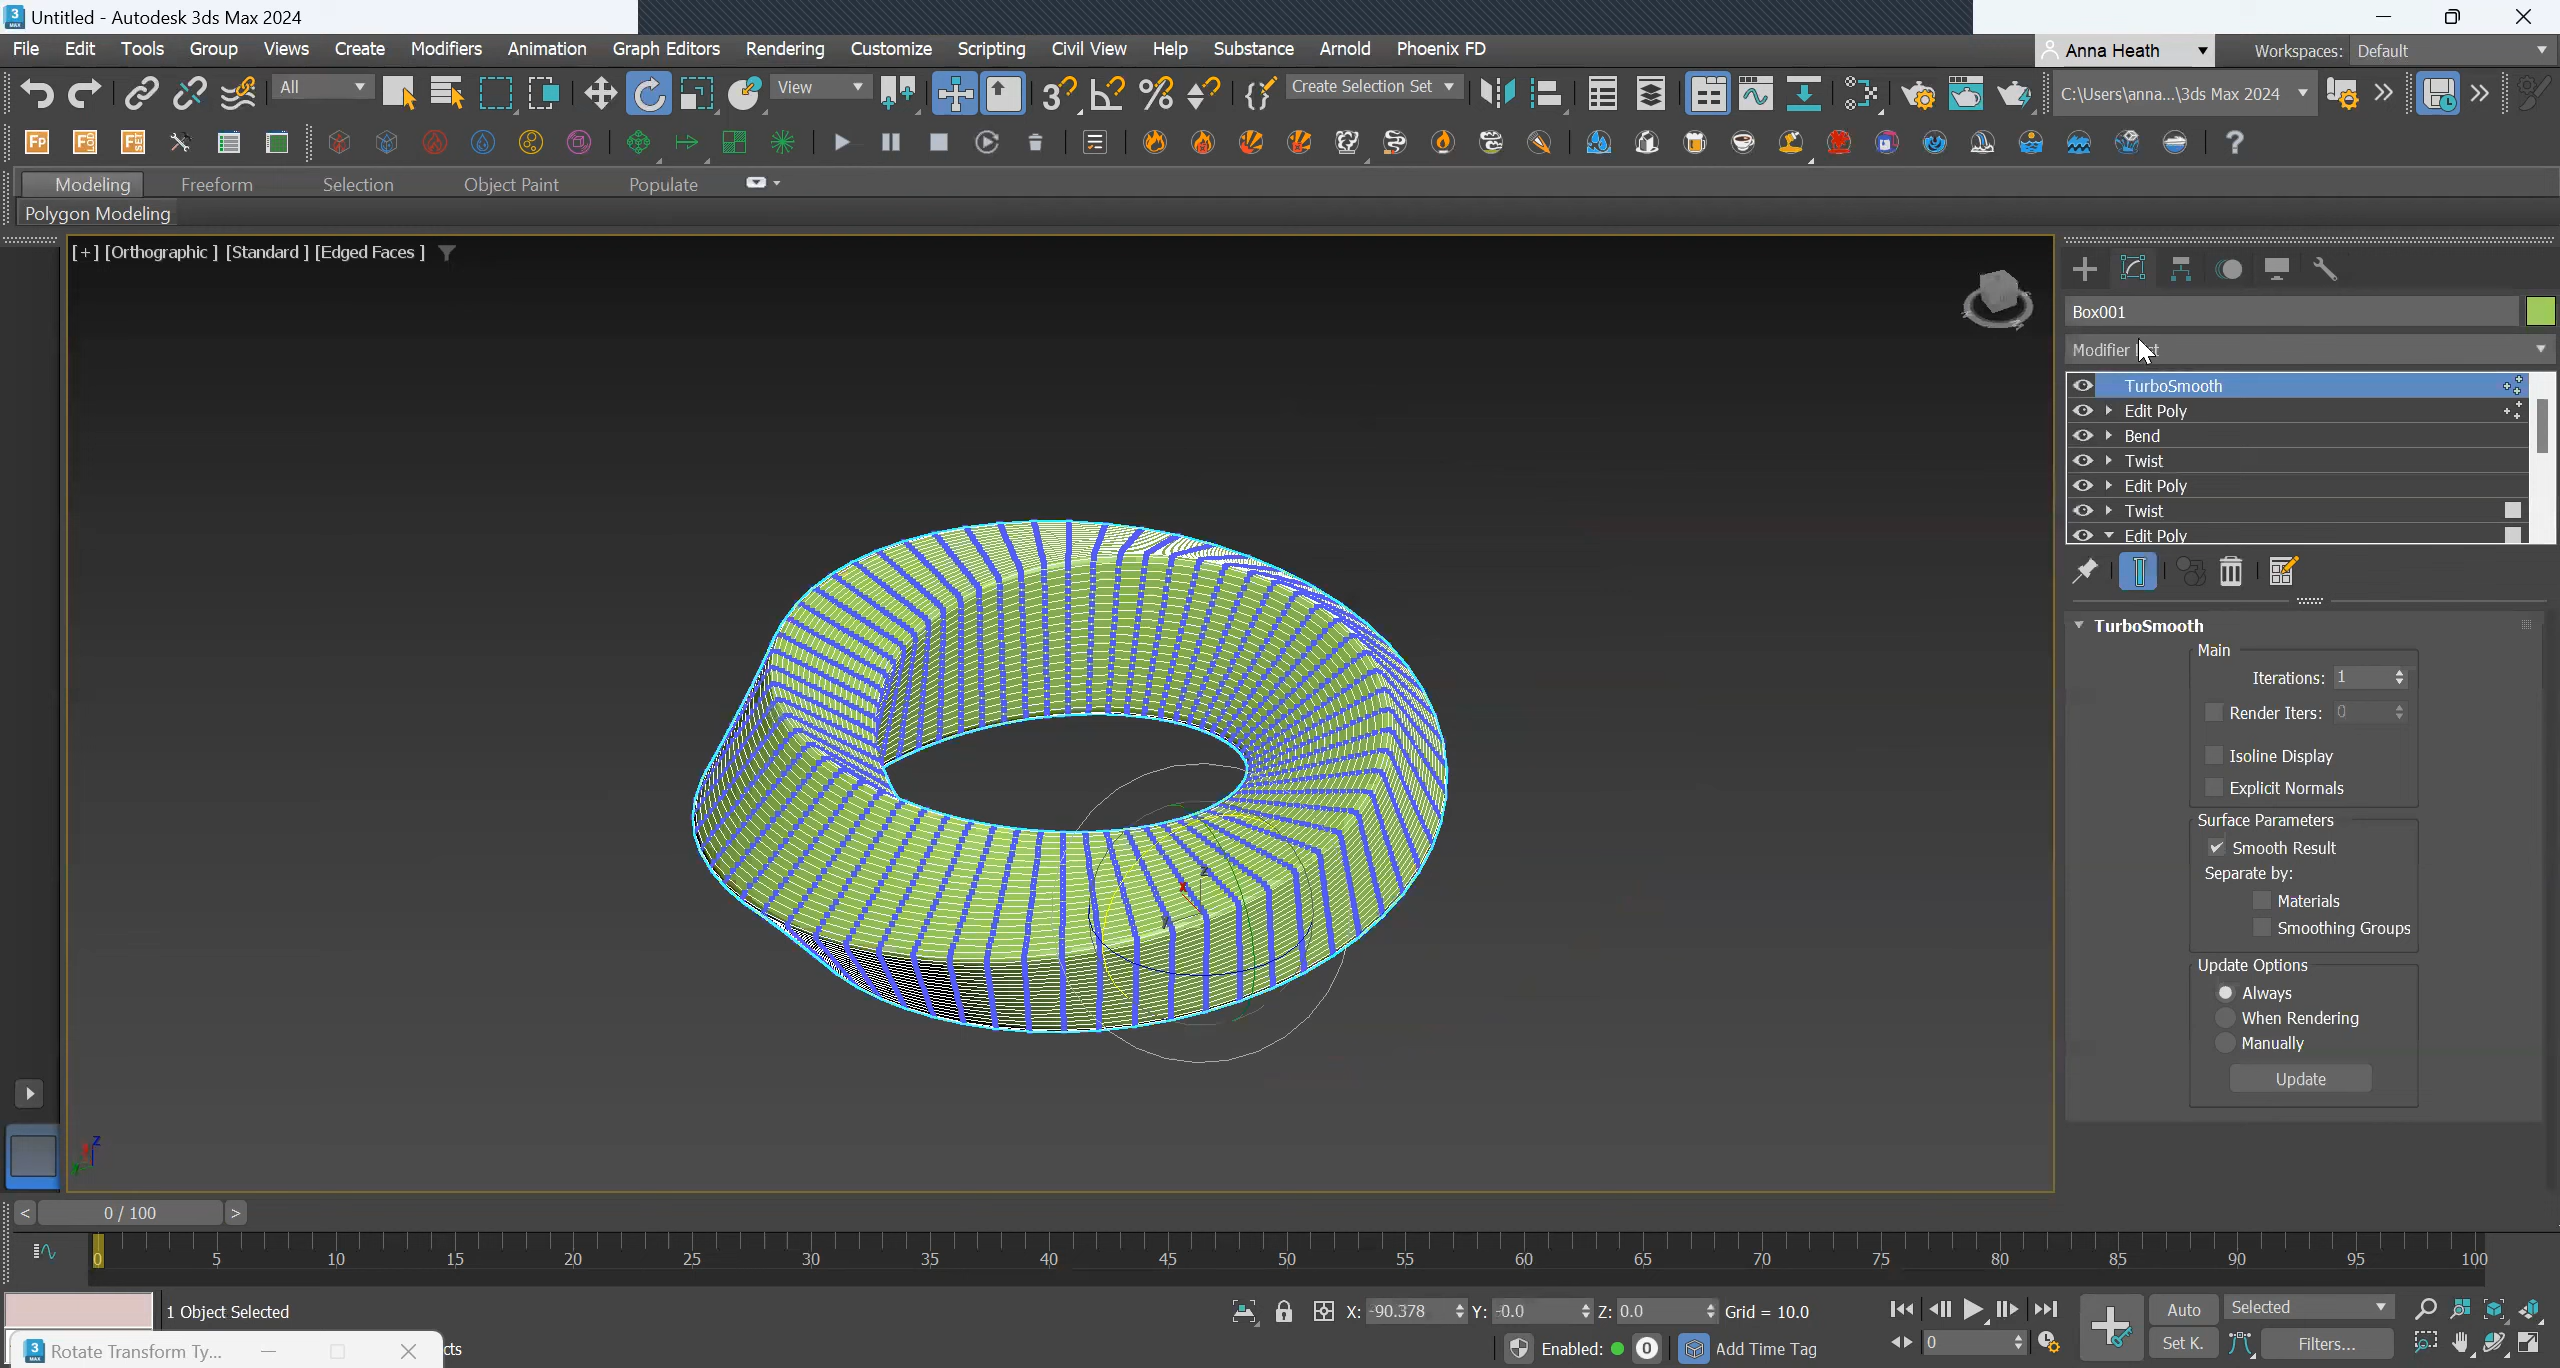 Untitled - Autodesk 3ds Max 2024
File Edit Tools Group Views Create Modifiers Animation Graph Editors Rendering Customize Scripting Civil View Help Substance Arnold Phoenix FD
Anna Heath
Workspaces: Default
All
View
Create Selection Set
C:\Users\anna...\3ds Max 2024
Modeling Freeform Selection Object Paint Populate
Polygon Modeling
[+] [Orthographic ] [Standard ] [Edged Faces ]
Box001
Modifier
TurboSmooth
Edit Poly
Bend
Twist
Edit Poly
Twist
Edit Poly
TurboSmooth
Main
Iterations: 1
Render Iters: 0
Isoline Display
Explicit Normals
Surface Parameters
Smooth Result
Separate by:
Materials
Smoothing Groups
Update Options
Always
When Rendering
Manually
Update
x
y
z
z
< 0 / 100 >
0 5 10 15 20 25 30 35 40 45 50 55 60 65 70 75 80 85 90 95 100
1 Object Selected
X: -90.378 Y: -0.0 Z: 0.0 Grid = 10.0
Auto Selected
Rotate Transform Ty...
cts
Enabled: 0 Add Time Tag
0
Set K. Filters...